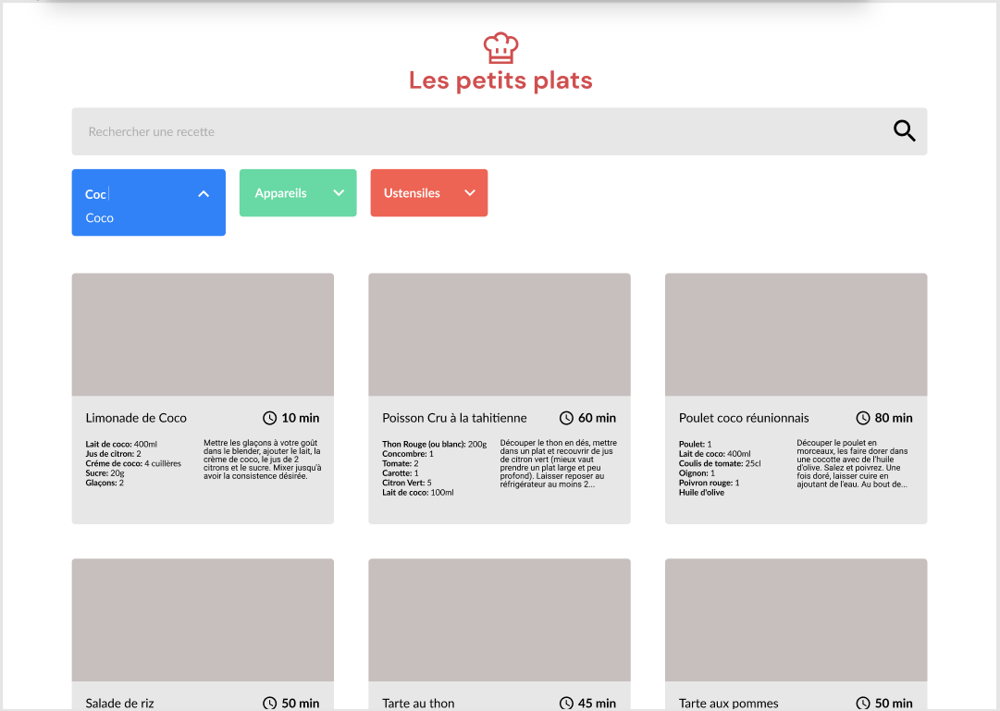 Les petits plats
Rechercher une recette
Coc
Appareils
Ustensiles
Coco
Limonade de Coco
10 min
Lait de coco: 400ml
Jus de citron: 2
Créme de coco: 4 cuillères
Sucre: 20g
Glaçons: 2
Mettre les glaçons à votre goût
dans le blender, ajouter le lait, la
crème de coco, le jus de 2
citrons et le sucre. Mixer jusqu'à
avoir la consistence désirée.
Poisson Cru à la tahitienne
60 min
Thon Rouge (ou blanc): 200g
Concombre: 1
Tomate: 2
Carotte: 1
Citron Vert: 5
Lait de coco: 100ml
Découper le thon en dés, mettre
dans un plat et recouvrir de jus
de citron vert (mieux vaut
prendre un plat large et peu
profond). Laisser reposer au
réfrigérateur au moins 2...
Poulet coco réunionnais
80 min
Poulet: 1
Lait de coco: 400ml
Coulis de tomate: 25cl
Oignon: 1
Poivron rouge: 1
Huile d'olive
Découper le poulet en
morceaux, les faire dorer dans
une cocotte avec de l'huile
d'olive. Salez et poivrez. Une
fois doré, laisser cuire en
ajoutant de l'eau. Au bout de...
Salade de riz
50 min
Tarte au thon
45 min
Tarte aux pommes
50 min